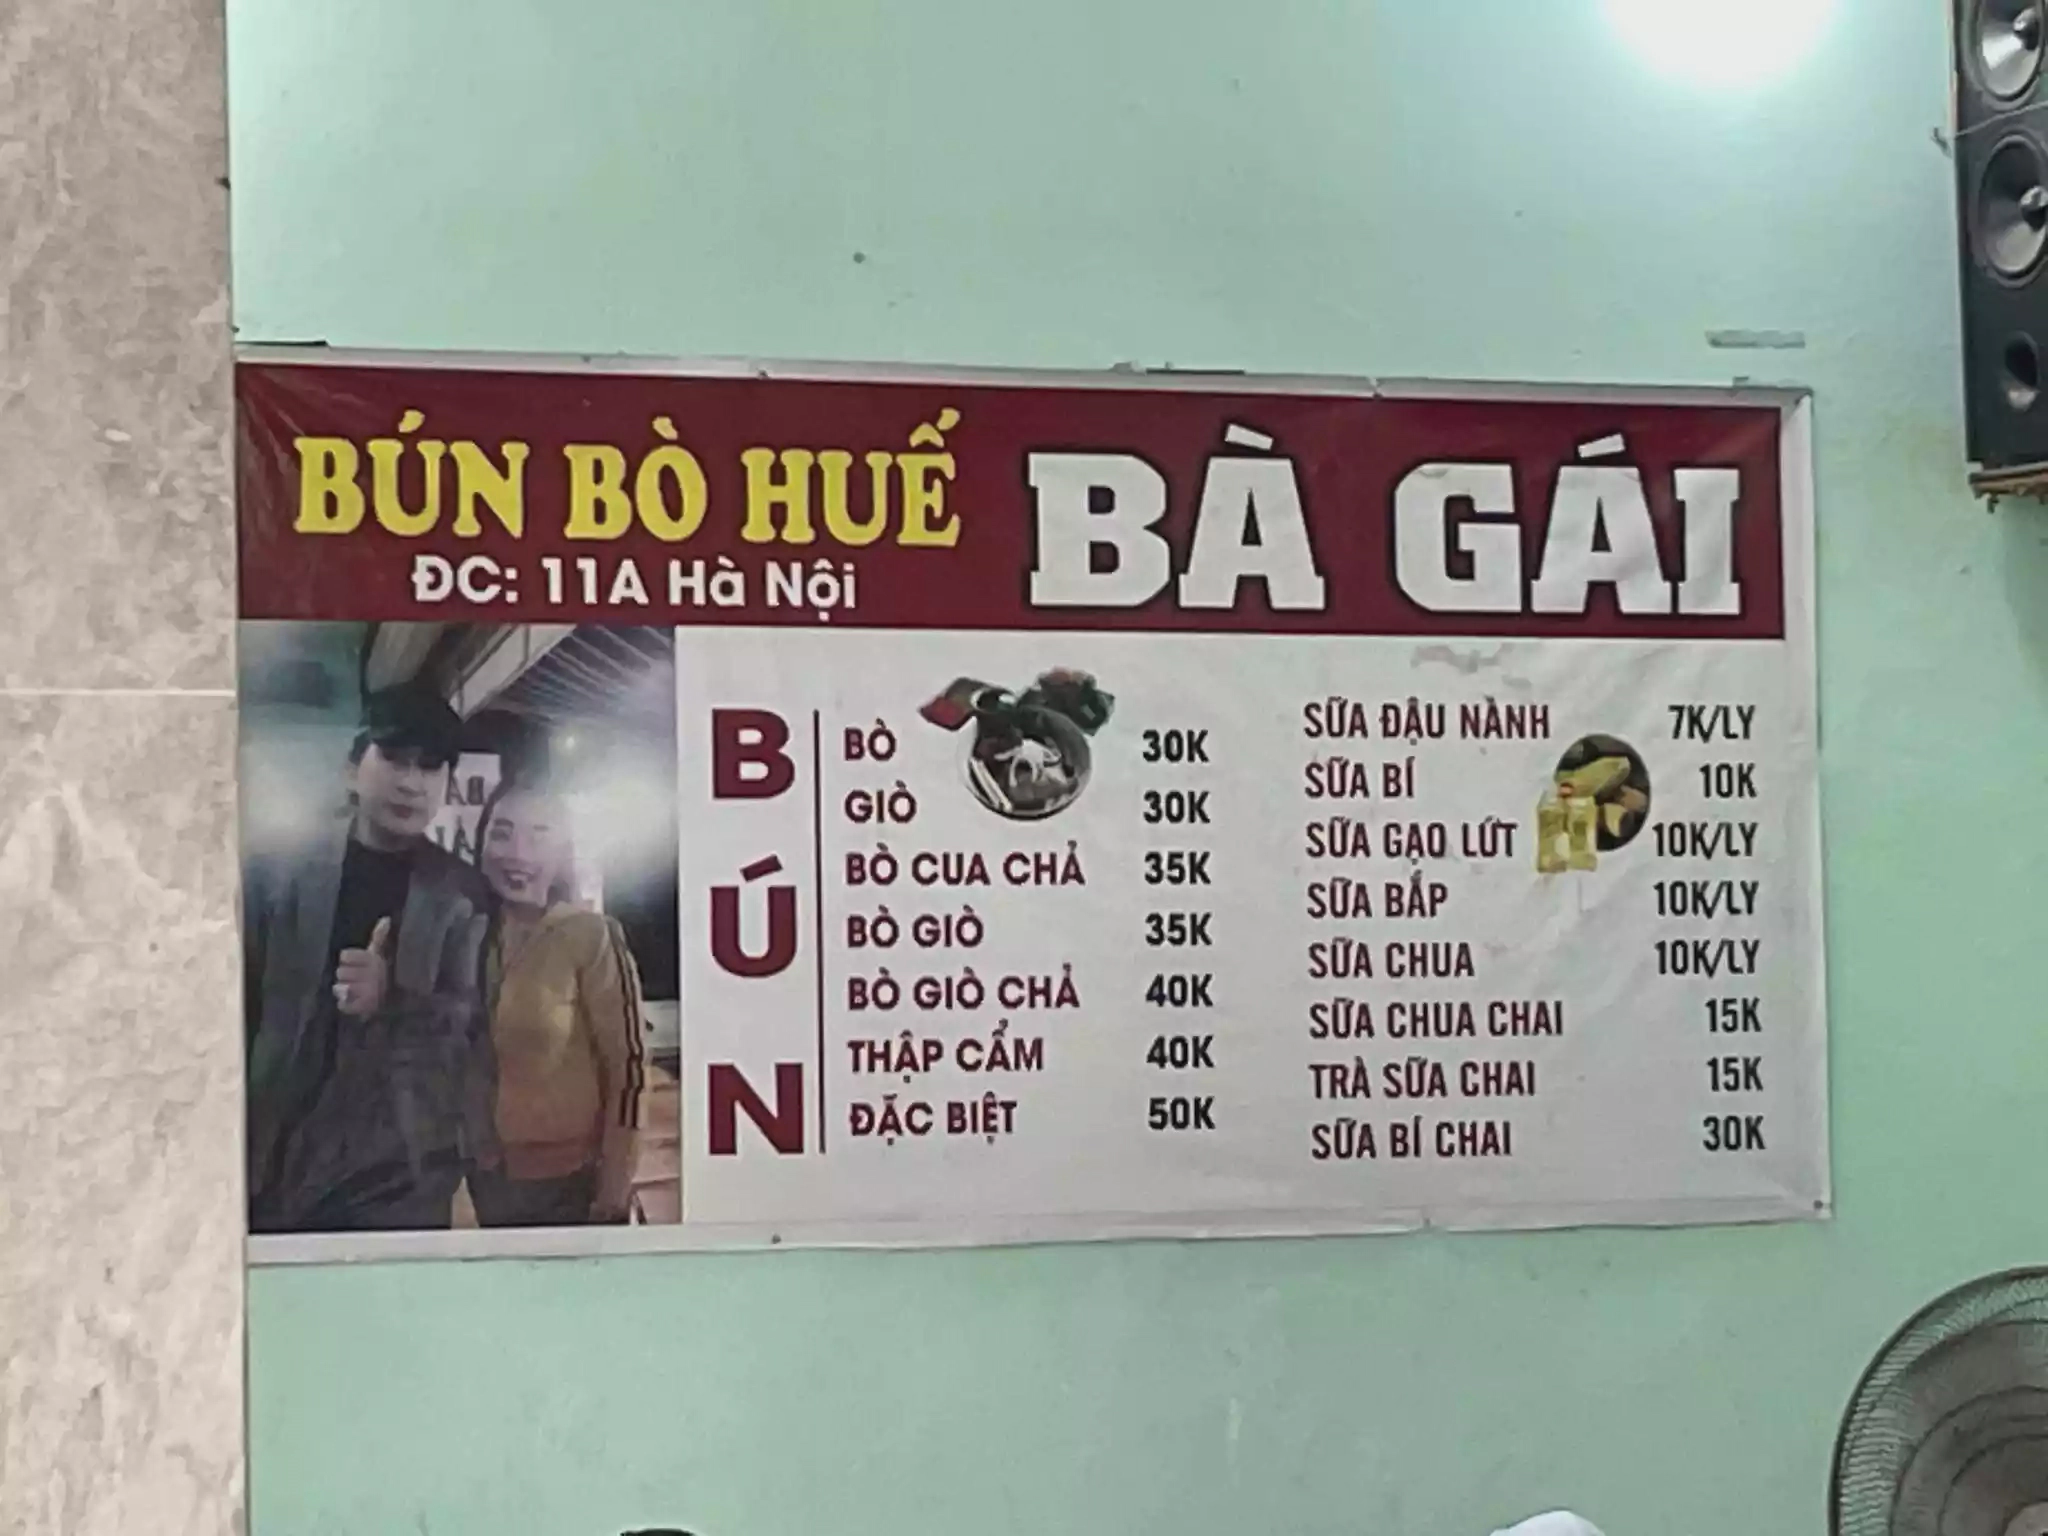 BÚN BÒ HUẾ BÀ GÁI
ĐC: 11A Hà Nội
BÚN
BÒ 30K
GIÒ 30K
BÒ CUA CHẢ 35K
BÒ GIÒ 35K
BÒ GIÒ CHẢ 40K
THẬP CẨM 40K
ĐẶC BIỆT 50K
SỮA ĐẬU NÀNH 7K/LY
SỮA BÍ 10K
SỮA GẠO LỨT 10K/LY
SỮA BẮP 10K/LY
SỮA CHUA 10K/LY
SỮA CHUA CHAI 15K
TRÀ SỮA CHAI 15K
SỮA BÍ CHAI 30K